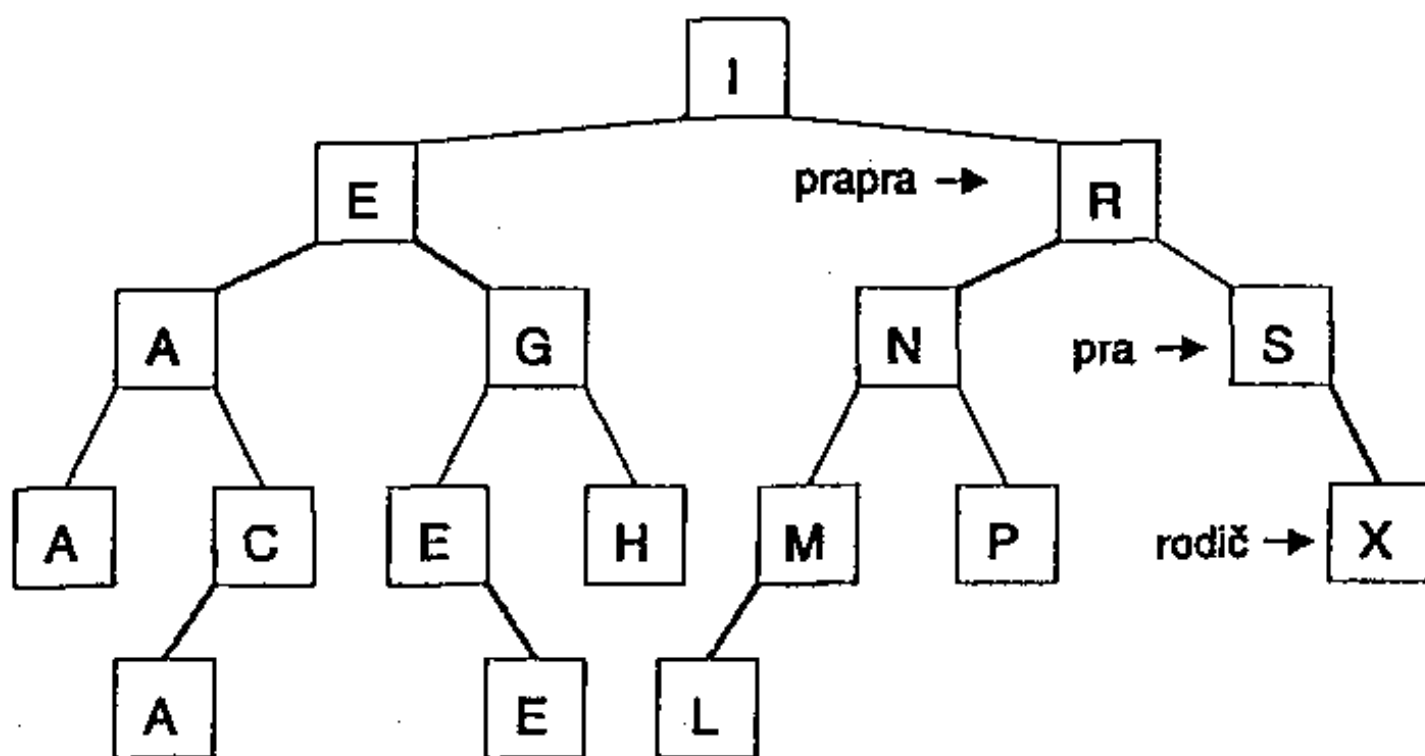 I
E prapra → R
A G N pra → S
A C E H M P rodič → X
A E L